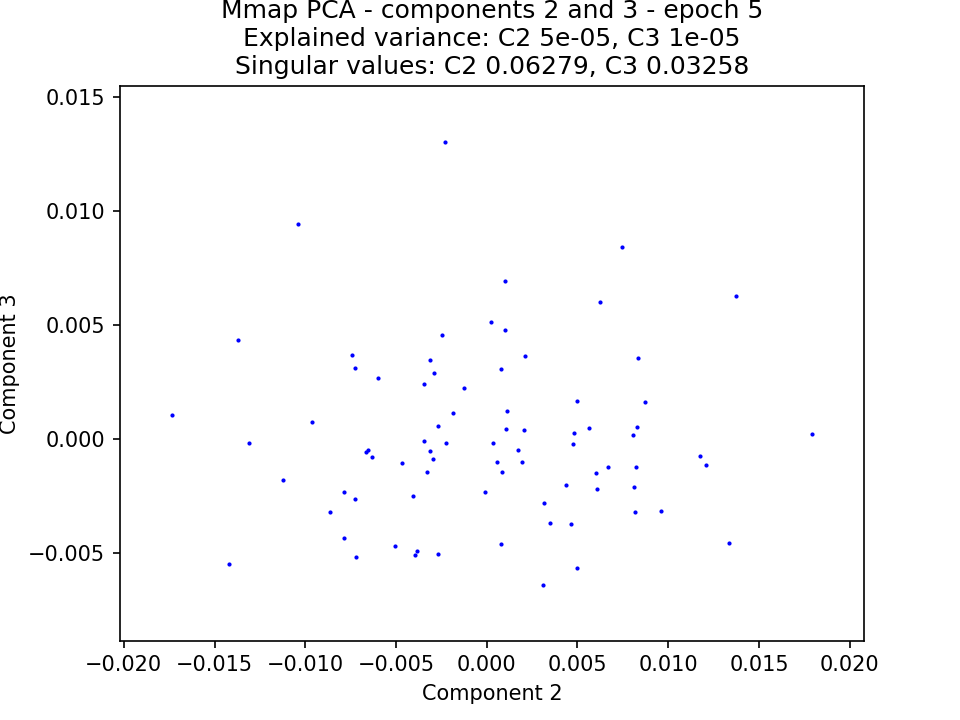 Mmap PCA - components 2 and 3 - epoch 5
Explained variance: C2 5e-05, C3 1e-05
Singular values: C2 0.06279, C3 0.03258
0.015
0.010
0.005
0.000
−0.005
Component 3
−0.020 −0.015 −0.010 −0.005 0.000 0.005 0.010 0.015 0.020
Component 2